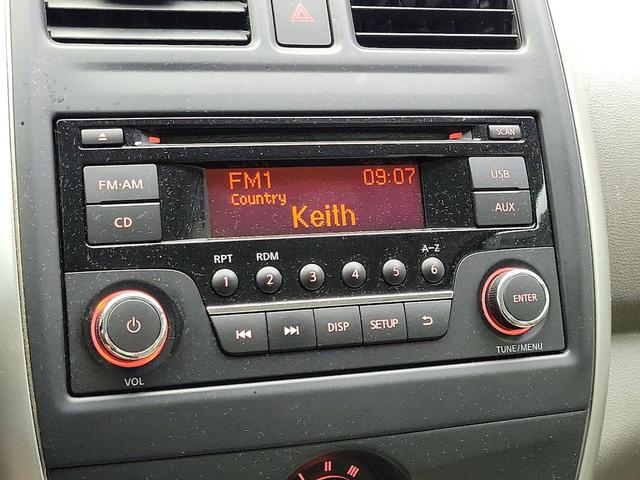 SCAN
FM·AM
CD
FM1 09:07
Country
Keith
USB
AUX
RPT RDM A-Z
1 2 3 4 5 6
DISP SETUP
ENTER
VOL
TUNE/MENU